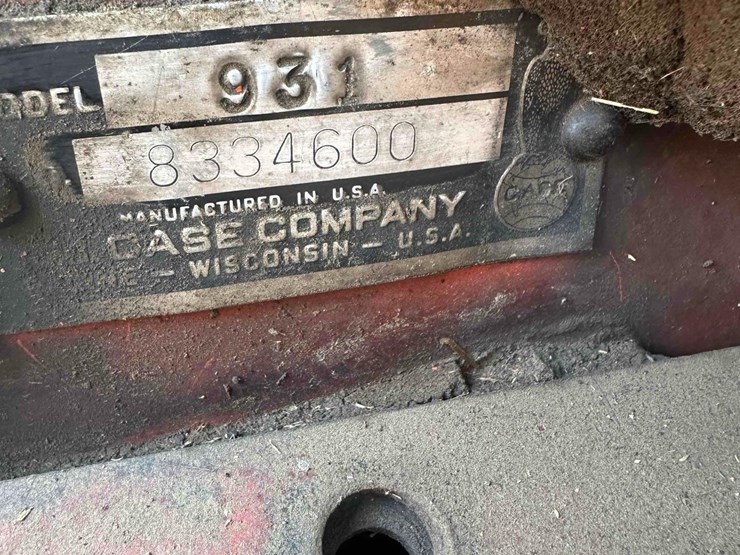 MODEL 931
8334600
MANUFACTURED IN U.S.A.
CASE COMPANY
WISCONSIN — U.S.A.
CASE